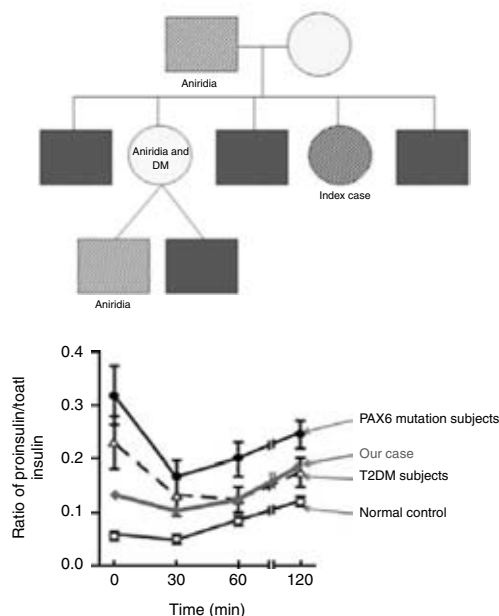 Aniridia
Aniridia and
DM
Index case
Aniridia
0.4
0.3
0.2
0.1
0.0
Ratio of proinsulin/toatl
insulin
PAX6 mutation subjects
Our case
T2DM subjects
Normal control
0 30 60 120
Time (min)